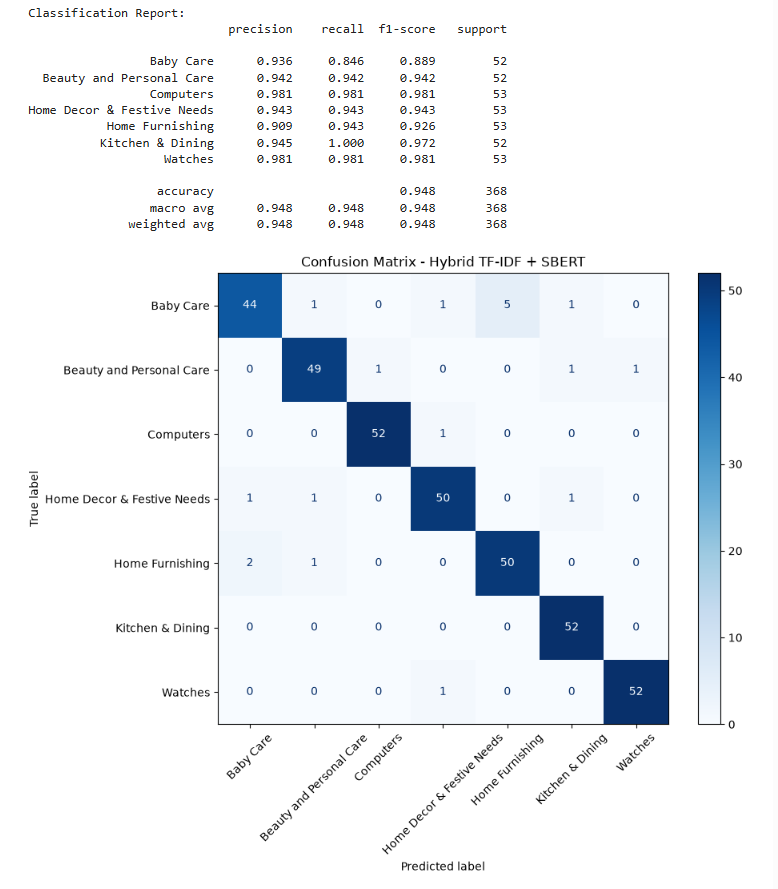 Classification Report:
precision recall f1-score support
Baby Care 0.936 0.846 0.889 52
Beauty and Personal Care 0.942 0.942 0.942 52
Computers 0.981 0.981 0.981 53
Home Decor & Festive Needs 0.943 0.943 0.943 53
Home Furnishing 0.909 0.943 0.926 53
Kitchen & Dining 0.945 1.000 0.972 52
Watches 0.981 0.981 0.981 53
accuracy 0.948 368
macro avg 0.948 0.948 0.948 368
weighted avg 0.948 0.948 0.948 368
Confusion Matrix - Hybrid TF-IDF + SBERT
Baby Care 44 1 0 1 5 1 0
Beauty and Personal Care 0 49 1 0 0 1 1
Computers 0 0 52 1 0 0 0
Home Decor & Festive Needs 1 1 0 50 0 1 0
Home Furnishing 2 1 0 0 50 0 0
Kitchen & Dining 0 0 0 0 0 52 0
Watches 0 0 0 1 0 0 52
True label
Baby Care
Beauty and Personal Care
Computers
Home Decor & Festive Needs
Home Furnishing
Kitchen & Dining
Watches
Predicted label
50
40
30
20
10
0